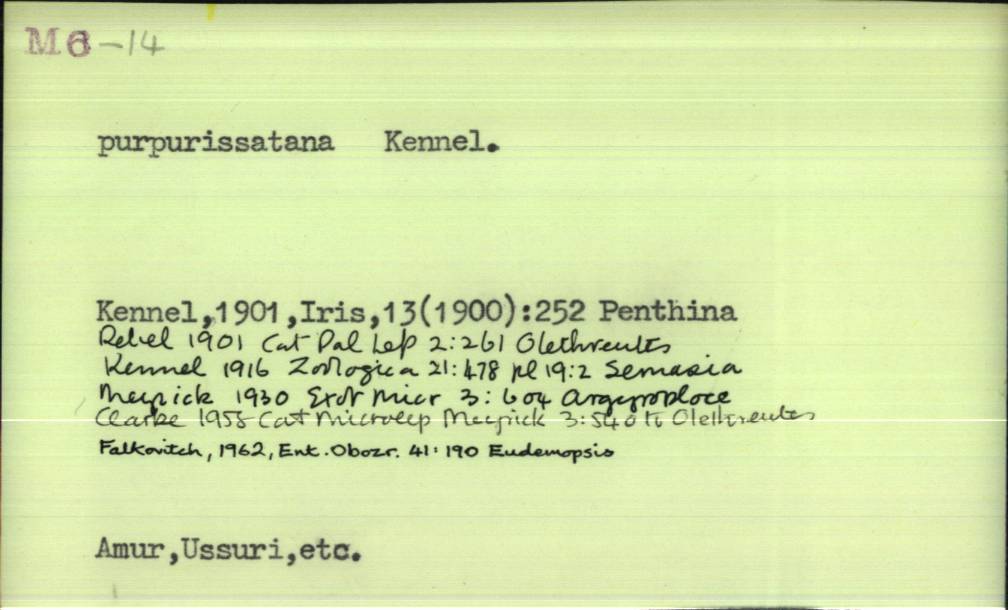 M6-14
purpurissatana Kennel.
Kennel,1901,Iris,13(1900):252 Penthina
Rebel 1901 Cat Pal Lep 2:261 Olethreutes
Kennel 1916 Zoologica 21:478 pl 19:2 Semasia
Meyrick 1930 Exot Micr 3:604 Argyroploce
Clarke 1958 Cat Microlep Meyrick 3:540 to Olethreutes
Falkovitch, 1962, Ent. Obozr. 41:190 Eudemopsis
Amur,Ussuri,etc.